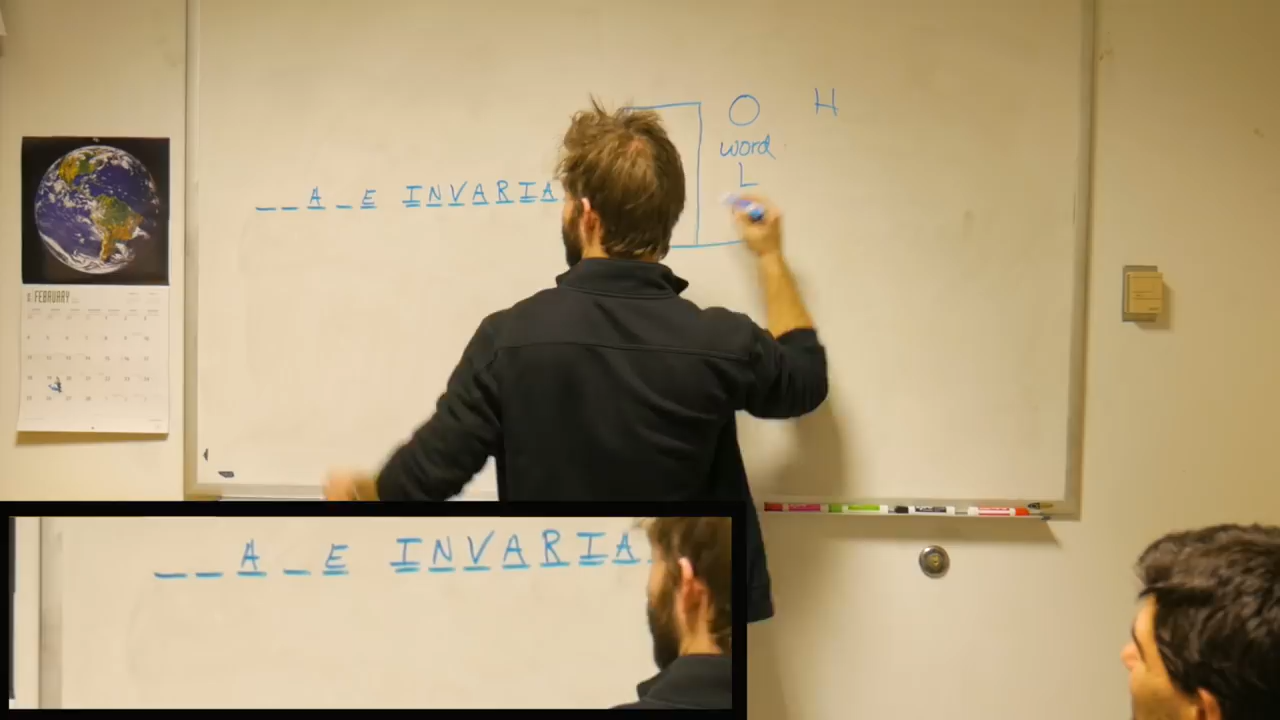 H
word
L
_ _ A _ E INVARIA
FEBRUARY
_ _ A _ E INVARIA